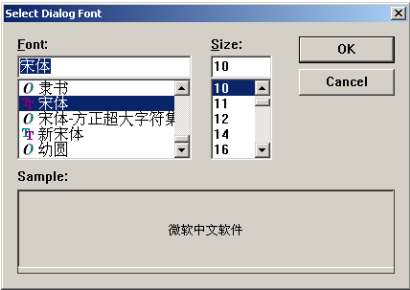 Select Dialog Font
Font:
Size:
宋体
10
OK
Cancel
隶书
宋体
宋体-方正超大字符集
新宋体
幼圆
10
11
12
14
16
Sample:
微软中文软件